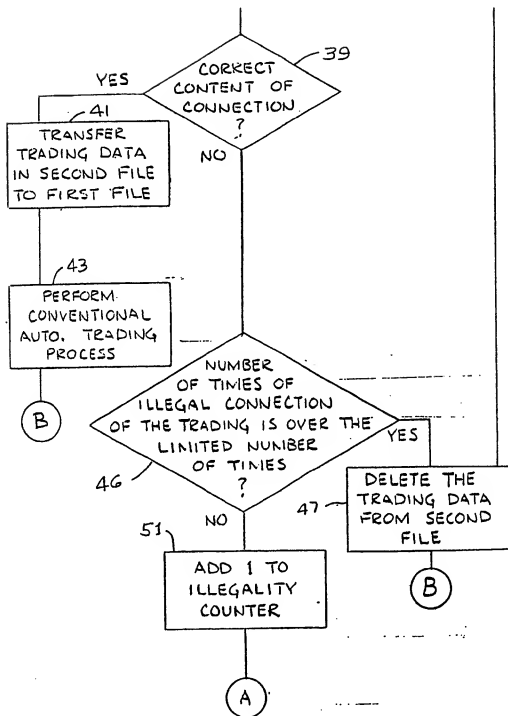 39
CORRECT
CONTENT OF
CONNECTION
?
YES
NO
41
TRANSFER
TRADING DATA
IN SECOND FILE
TO FIRST FILE
43
PERFORM
CONVENTIONAL
AUTO. TRADING
PROCESS
B
NUMBER
OF TIMES OF
ILLEGAL CONNECTION
OF THE TRADING IS OVER THE
LIMITED NUMBER
OF TIMES
?
46
YES
NO
47
DELETE THE
TRADING DATA
FROM SECOND
FILE
B
51
ADD 1 TO
ILLEGALITY
COUNTER
A